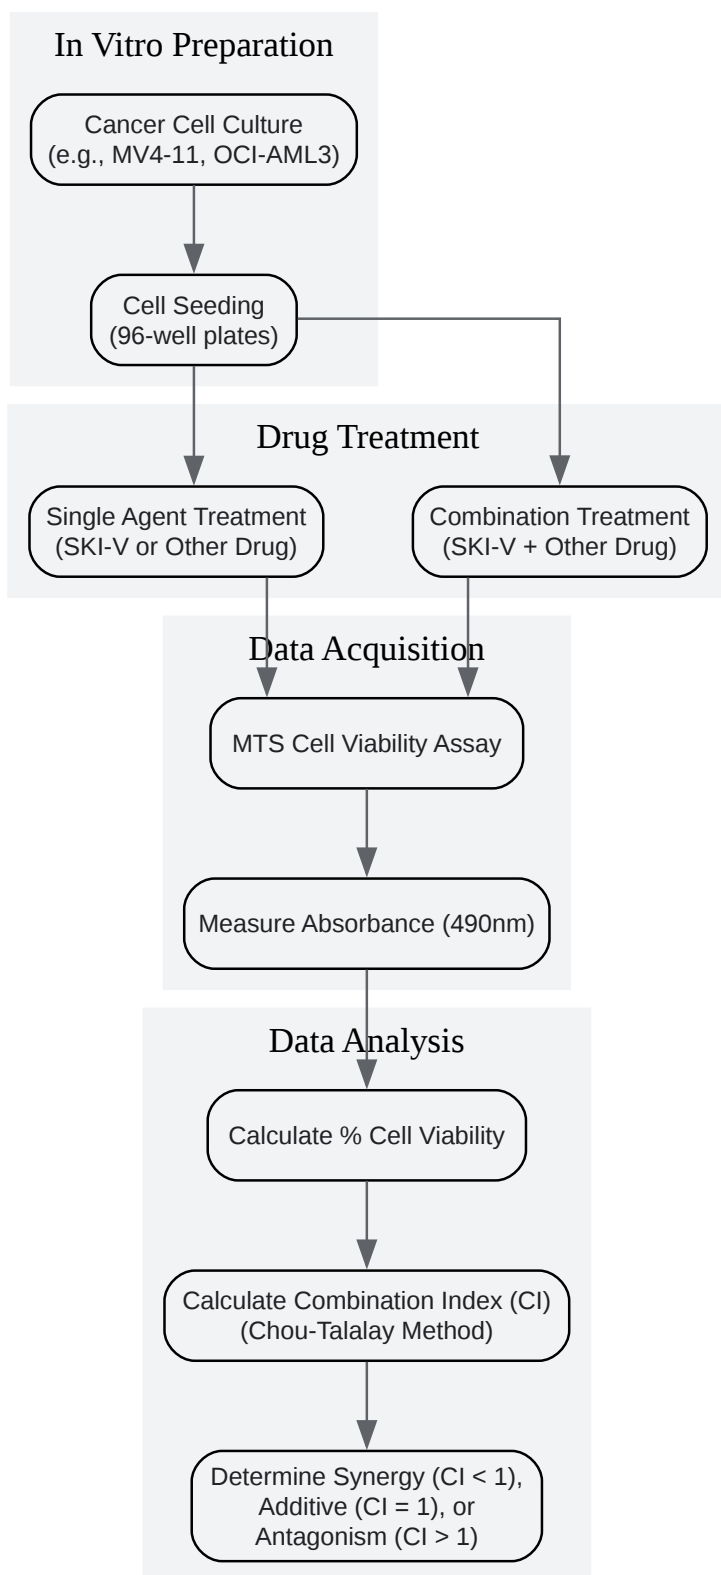 In Vitro Preparation
Cancer Cell Culture
(e.g., MV4-11, OCI-AML3)
Cell Seeding
(96-well plates)
Drug Treatment
Single Agent Treatment
(SKI-V or Other Drug)
Combination Treatment
(SKI-V + Other Drug)
Data Acquisition
MTS Cell Viability Assay
Measure Absorbance (490nm)
Data Analysis
Calculate % Cell Viability
Calculate Combination Index (CI)
(Chou-Talalay Method)
Determine Synergy (CI < 1),
Additive (CI = 1), or
Antagonism (CI > 1)